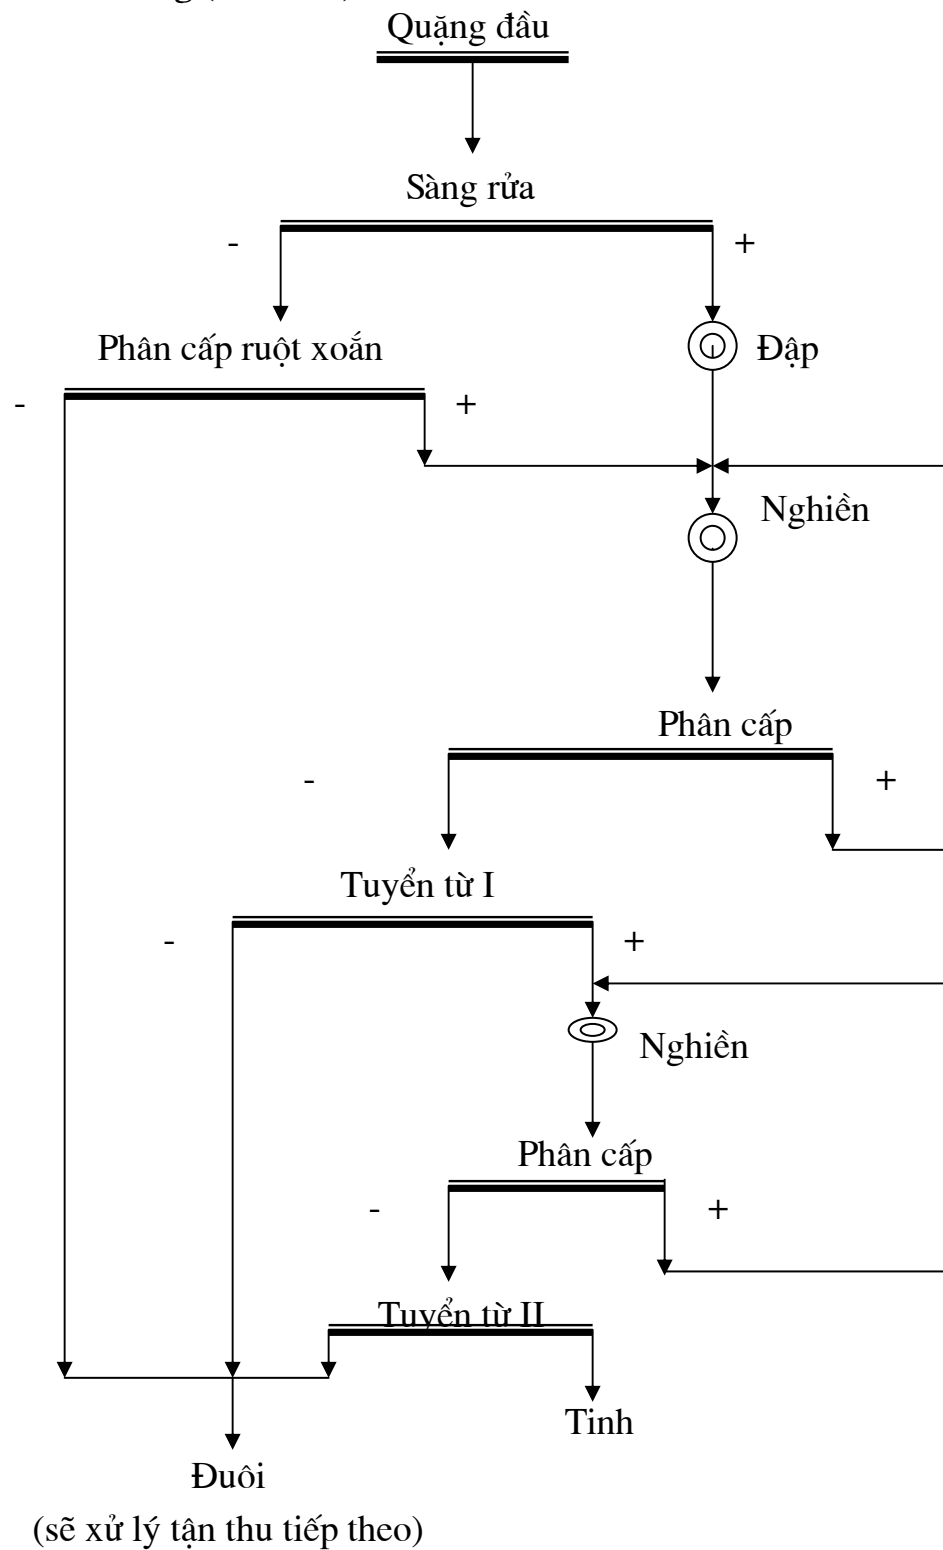 Quặng đầu
Sàng rửa
- +
Phân cấp ruột xoắn
Đập
- +
Nghiền
Phân cấp
- +
Tuyển từ I
- +
Nghiền
Phân cấp
- +
Tuyển từ II
Tinh
Đuôi
(sẽ xử lý tận thu tiếp theo)